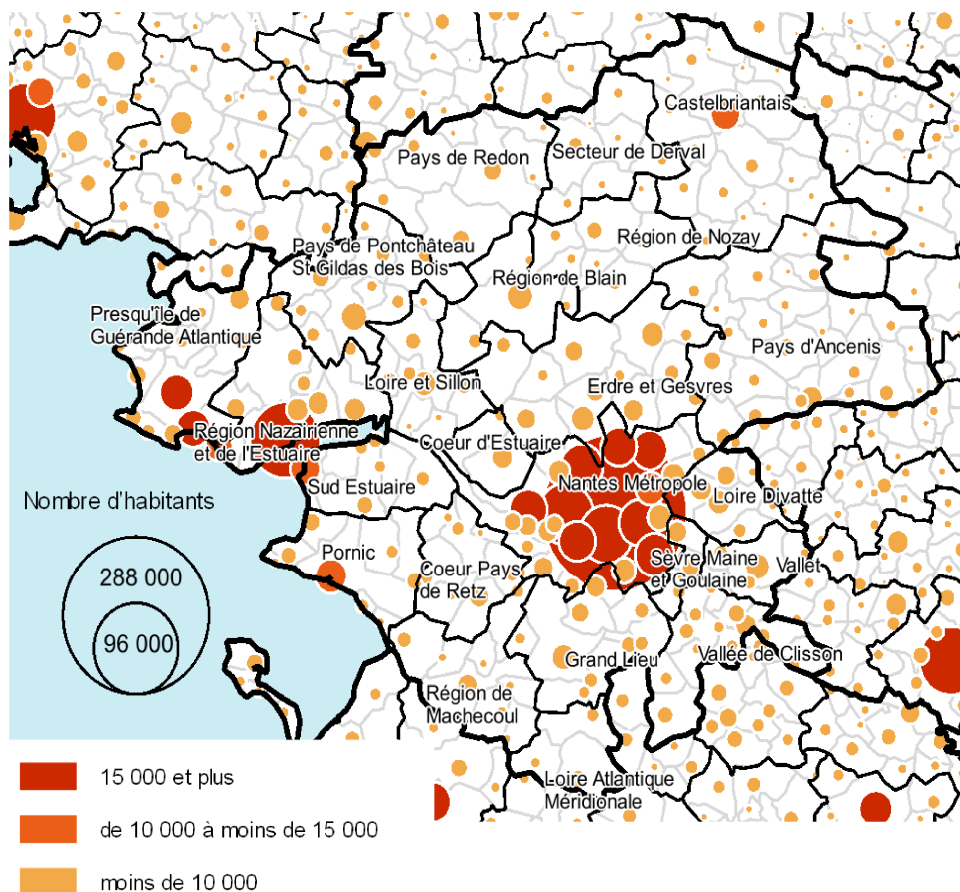 Castelbriantais
Pays de Redon
Secteur de Derval
Région de Nozay
Pays de Pontchâteau
St Gildas des Bois
Région de Blain
Presqu'île de
Guérande Atlantique
Pays d'Ancenis
Loire et Sillon
Erdre et Gesvres
Région Nazairienne
et de l'Estuaire
Coeur d'Estuaire
Nantes Métropole
Sud Estuaire
Loire Divatte
Nombre d'habitants
Pornic
Coeur Pays
de Retz
Sèvre Maine
et Goulaine
Vallet
288 000
96 000
Grand Lieu
Vallée de Clisson
Région de
Machecoul
Loire Atlantique
Méridionale
15 000 et plus
de 10 000 à moins de 15 000
moins de 10 000